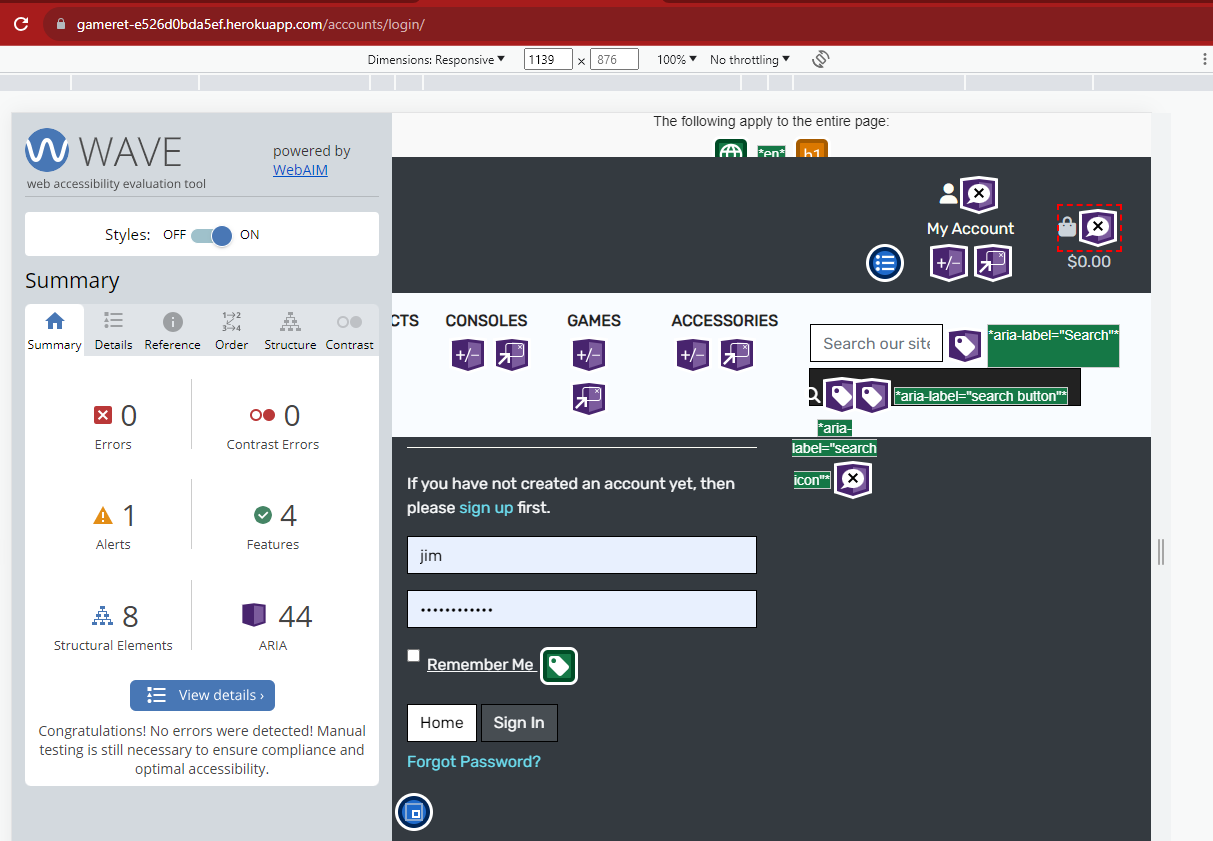 gameret-e526d0bda5ef.herokuapp.com/accounts/login/
Dimensions: Responsive ▼ 1139 × 876 100% ▼ No throttling ▼
WAVE
web accessibility evaluation tool
powered by
WebAIM
Styles: OFF ON
Summary
Summary Details Reference Order Structure Contrast
0 Errors
0 Contrast Errors
1 Alerts
4 Features
8 Structural Elements
44 ARIA
View details ›
Congratulations! No errors were detected! Manual
testing is still necessary to ensure compliance and
optimal accessibility.
The following apply to the entire page:
*en* h1
My Account
$0.00
CTS CONSOLES GAMES ACCESSORIES
Search our site
*aria-label="Search"*
*aria-label="search button"*
*aria-
label="search
icon"*
If you have not created an account yet, then
please sign up first.
jim
••••••••••••
Remember Me
Home Sign In
Forgot Password?